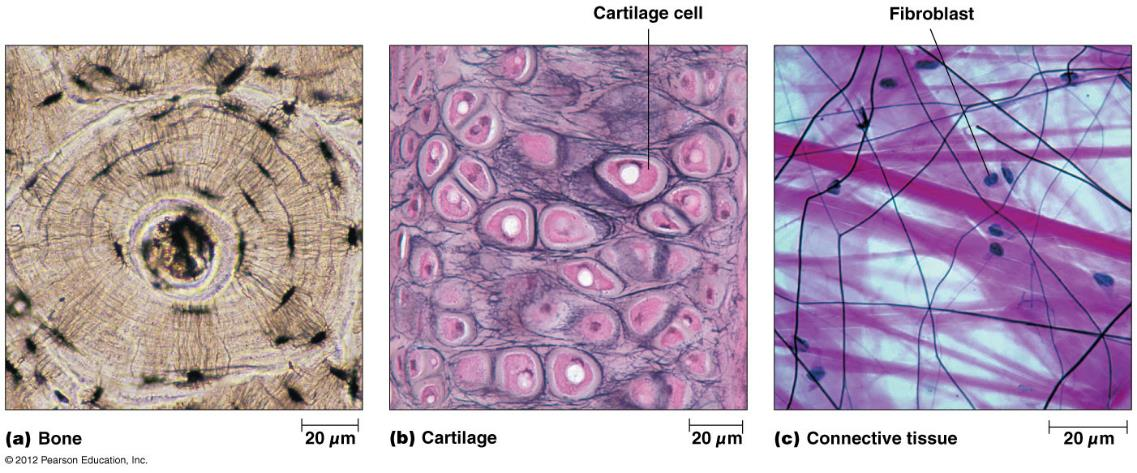 Cartilage cell
Fibroblast
(a) Bone
20 µm
(b) Cartilage
20 µm
(c) Connective tissue
20 µm
© 2012 Pearson Education, Inc.